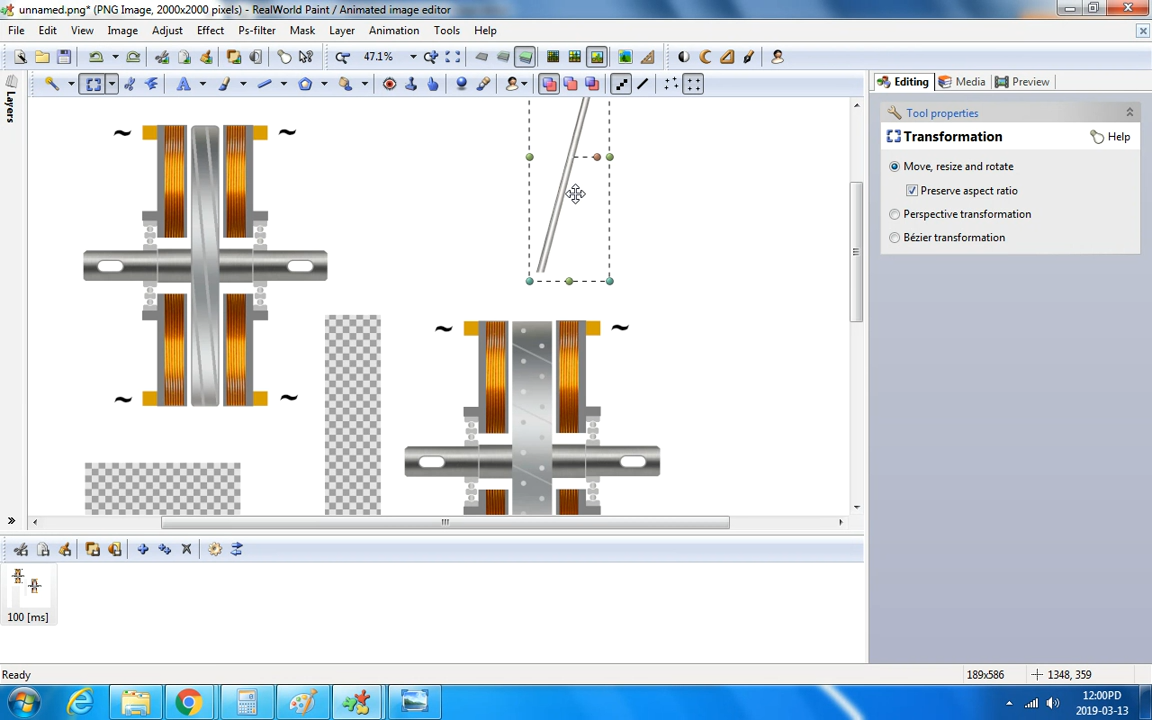 unnamed.png* (PNG Image, 2000x2000 pixels) - RealWorld Paint / Animated image editor
File Edit View Image Adjust Effect Ps-filter Mask Layer Animation Tools Help
47.1%
Editing Media Preview
Layers
Tool properties
Transformation Help
Move, resize and rotate
Preserve aspect ratio
Perspective transformation
Bézier transformation
~ ~
~ ~
~ ~
100 [ms]
Ready 189x586 1348, 359
12:00PD
2019-03-13